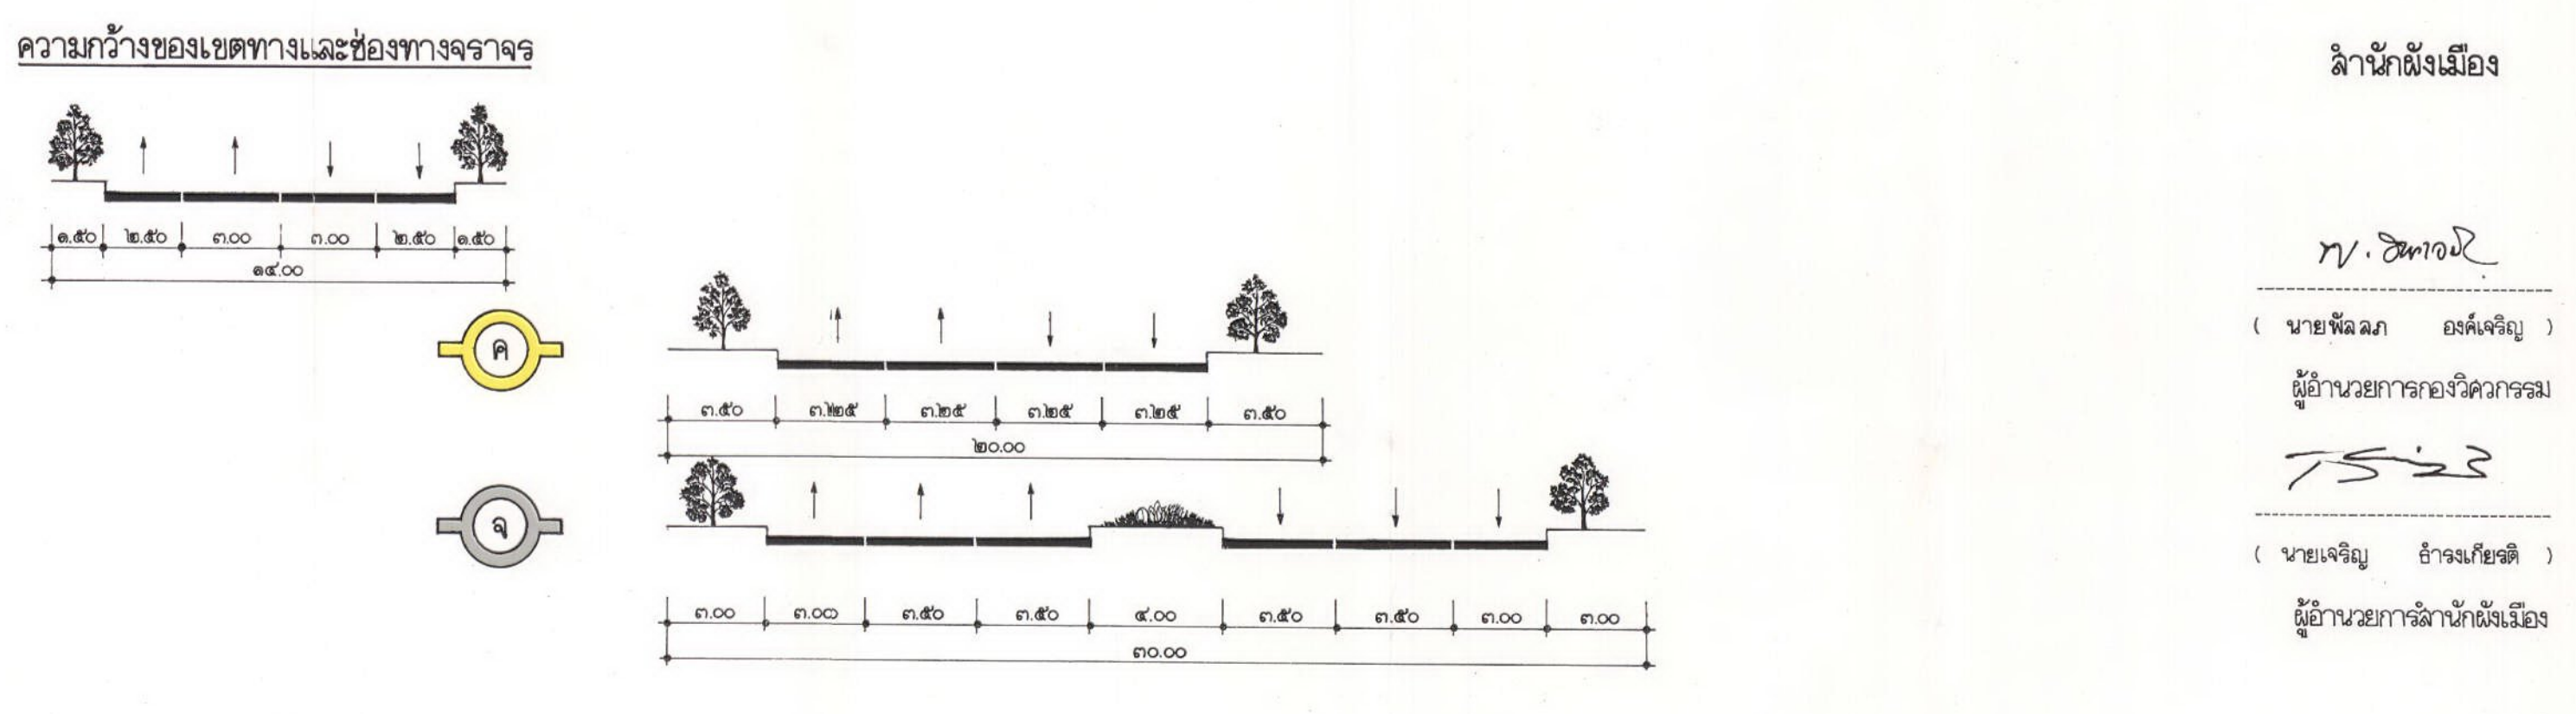 ความกว้างของเขตทางและช่องทางจราจร
๑.๕๐ ๒.๕๐ ๓.๐๐ ๓.๐๐ ๒.๕๐ ๑.๕๐
๑๔.๐๐
ค
๓.๕๐ ๓.๒๕ ๓.๒๕ ๓.๒๕ ๓.๒๕ ๓.๕๐
๒๐.๐๐
จ
๓.๐๐ ๓.๐๐ ๓.๕๐ ๓.๕๐ ๔.๐๐ ๓.๕๐ ๓.๕๐ ๓.๐๐ ๓.๐๐
๓๐.๐๐
สำนักผังเมือง
( นายพัลลภ องค์เจริญ )
ผู้อำนวยการกองวิศวกรรม
( นายเจริญ ธำรงเกียรติ )
ผู้อำนวยการสำนักผังเมือง